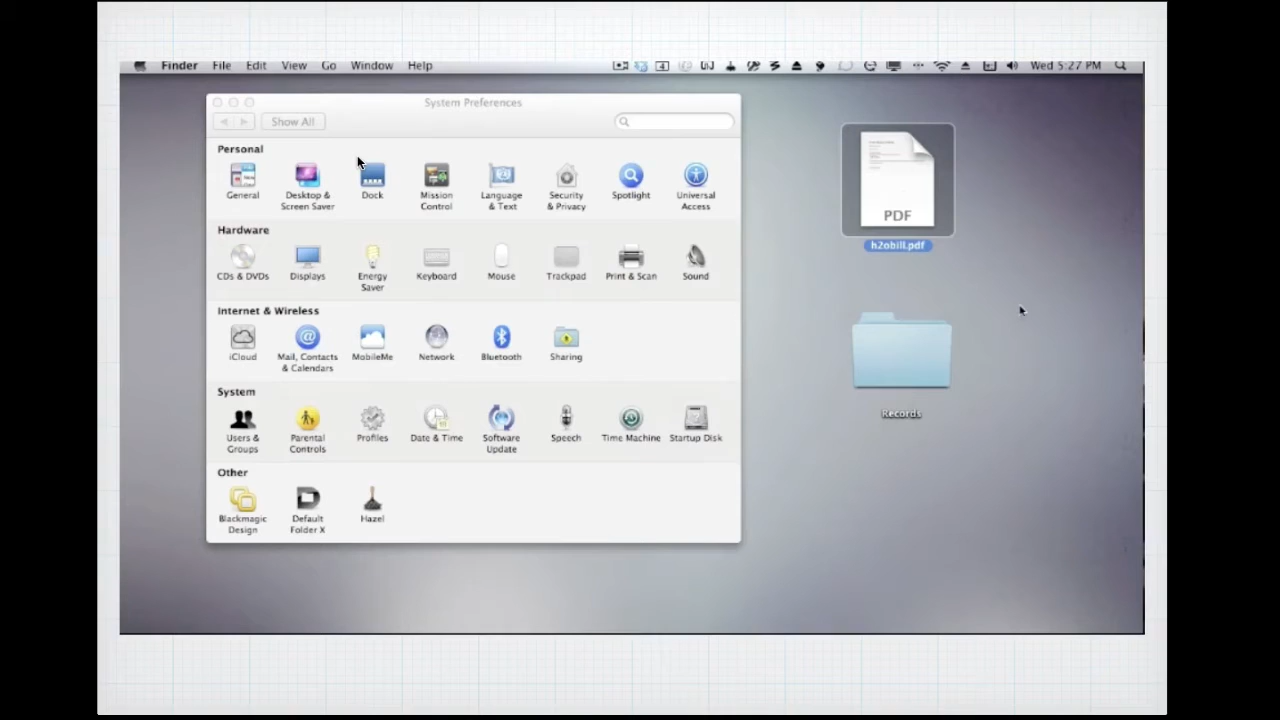 Finder File Edit View Go Window Help Wed 5:27 PM
System Preferences
Show All
Personal
General
Desktop &
Screen Saver
Dock
Mission
Control
Language
& Text
Security
& Privacy
Spotlight
Universal
Access
Hardware
CDs & DVDs
Displays
Energy
Saver
Keyboard
Mouse
Trackpad
Print & Scan
Sound
Internet & Wireless
iCloud
Mail, Contacts
& Calendars
MobileMe
Network
Bluetooth
Sharing
System
Users &
Groups
Parental
Controls
Profiles
Date & Time
Software
Update
Speech
Time Machine
Startup Disk
Other
Blackmagic
Design
Default
Folder X
Hazel
PDF
h2obill.pdf
Records